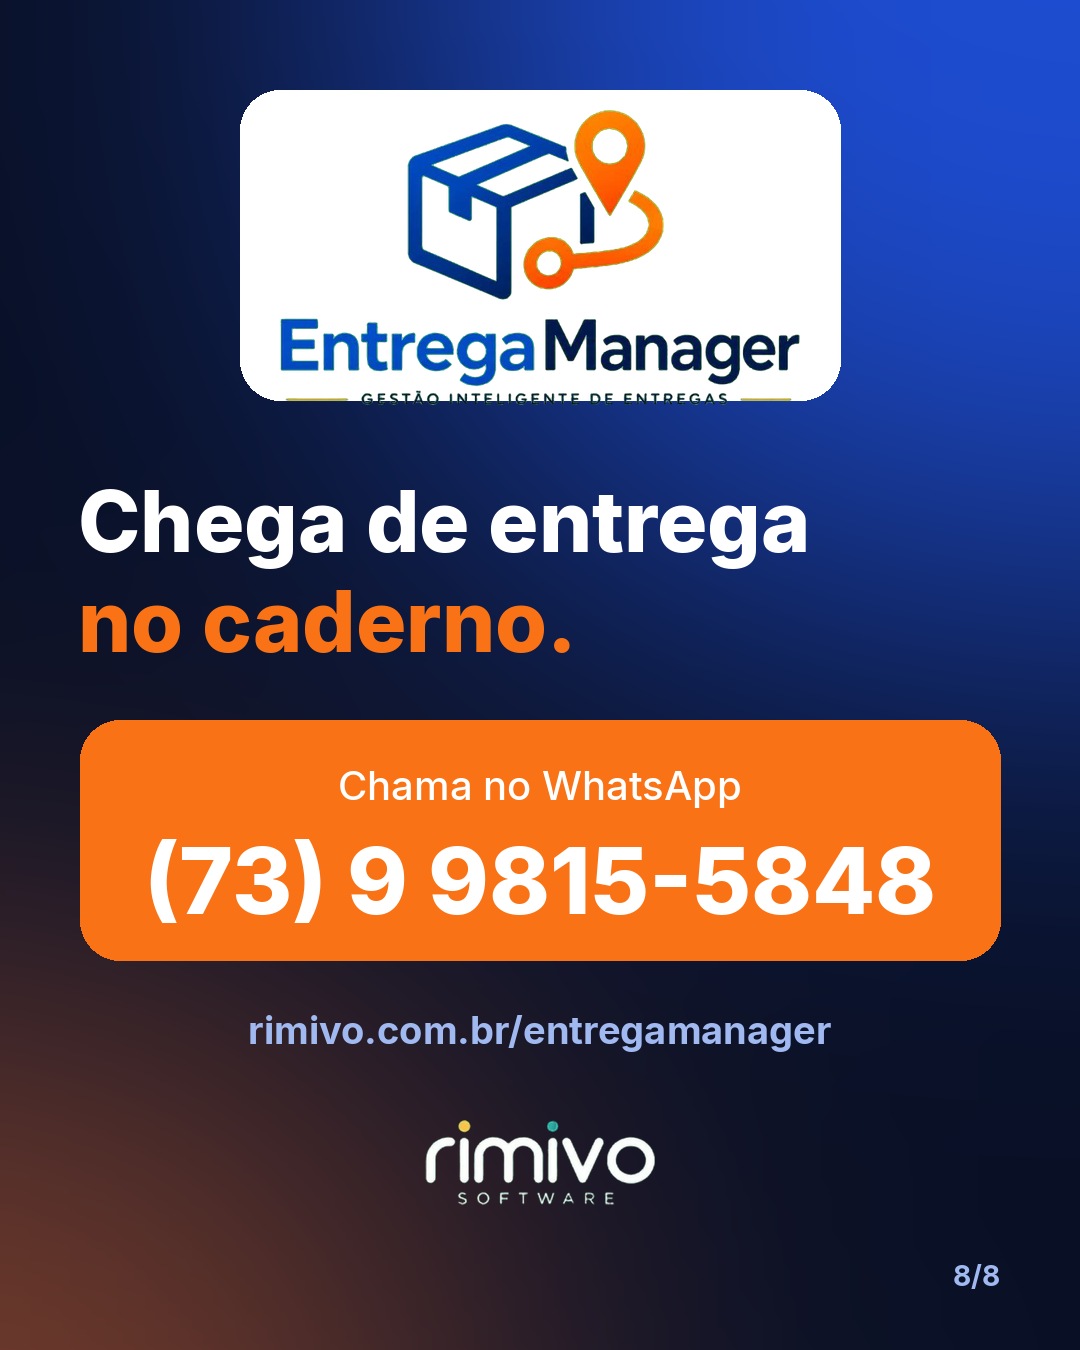 EntregaManager
GESTÃO INTELIGENTE DE ENTREGAS
Chega de entrega
no caderno.
Chama no WhatsApp
(73) 9 9815-5848
rimivo.com.br/entregamanager
rimivo
SOFTWARE
8/8